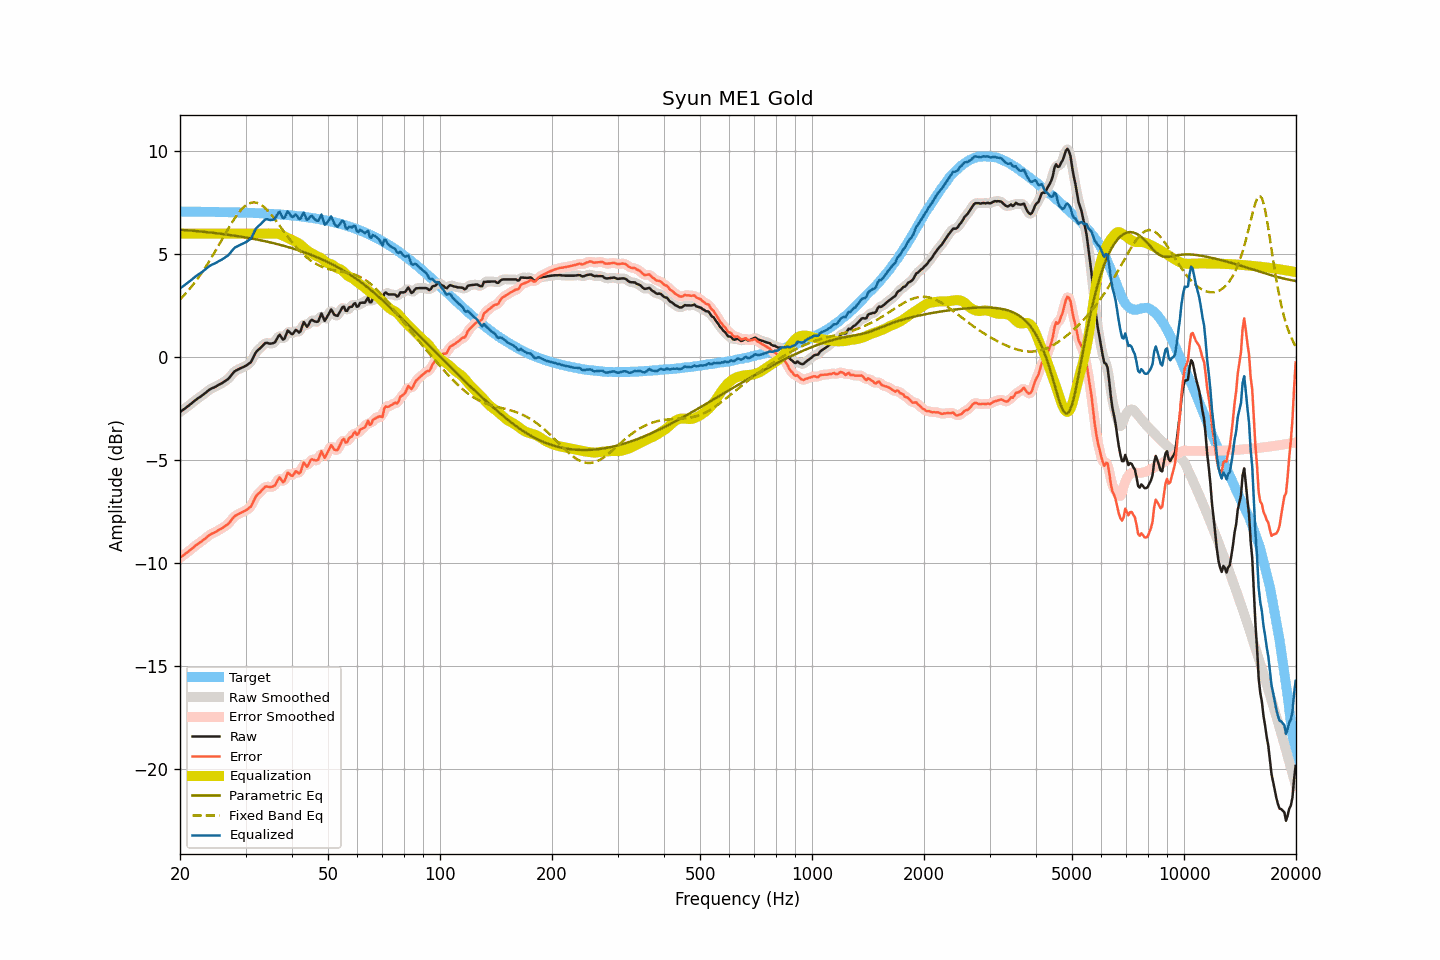 Syun ME1 Gold
Amplitude (dBr)
10
5
0
−5
−10
−15
−20
Target
Raw Smoothed
Error Smoothed
Raw
Error
Equalization
Parametric Eq
Fixed Band Eq
Equalized
20 50 100 200 500 1000 2000 5000 10000 20000
Frequency (Hz)